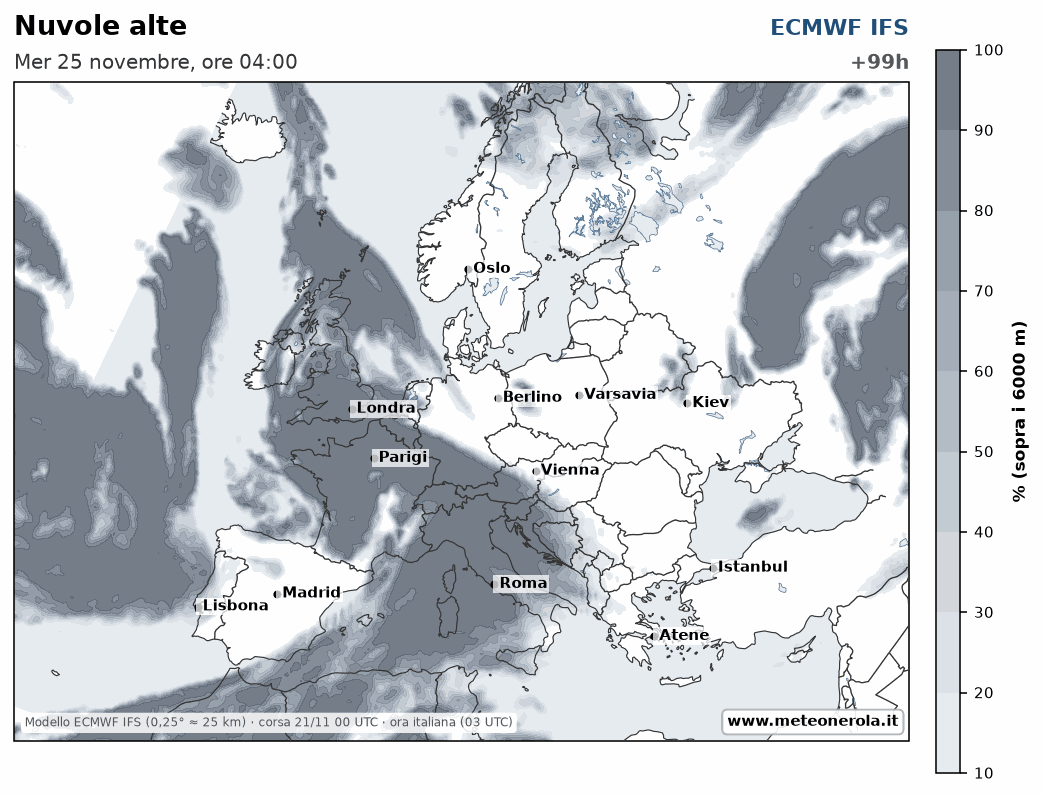 Nuvole alte
ECMWF IFS
Mer 25 novembre, ore 04:00
+99h
100
90
80
70
60
50
40
30
20
10
% (sopra i 6000 m)
Oslo
Berlino
Varsavia
Kiev
Londra
Parigi
Vienna
Istanbul
Roma
Madrid
Lisbona
Atene
Modello ECMWF IFS (0,25° ≈ 25 km) · corsa 21/11 00 UTC · ora italiana (03 UTC)
www.meteonerola.it